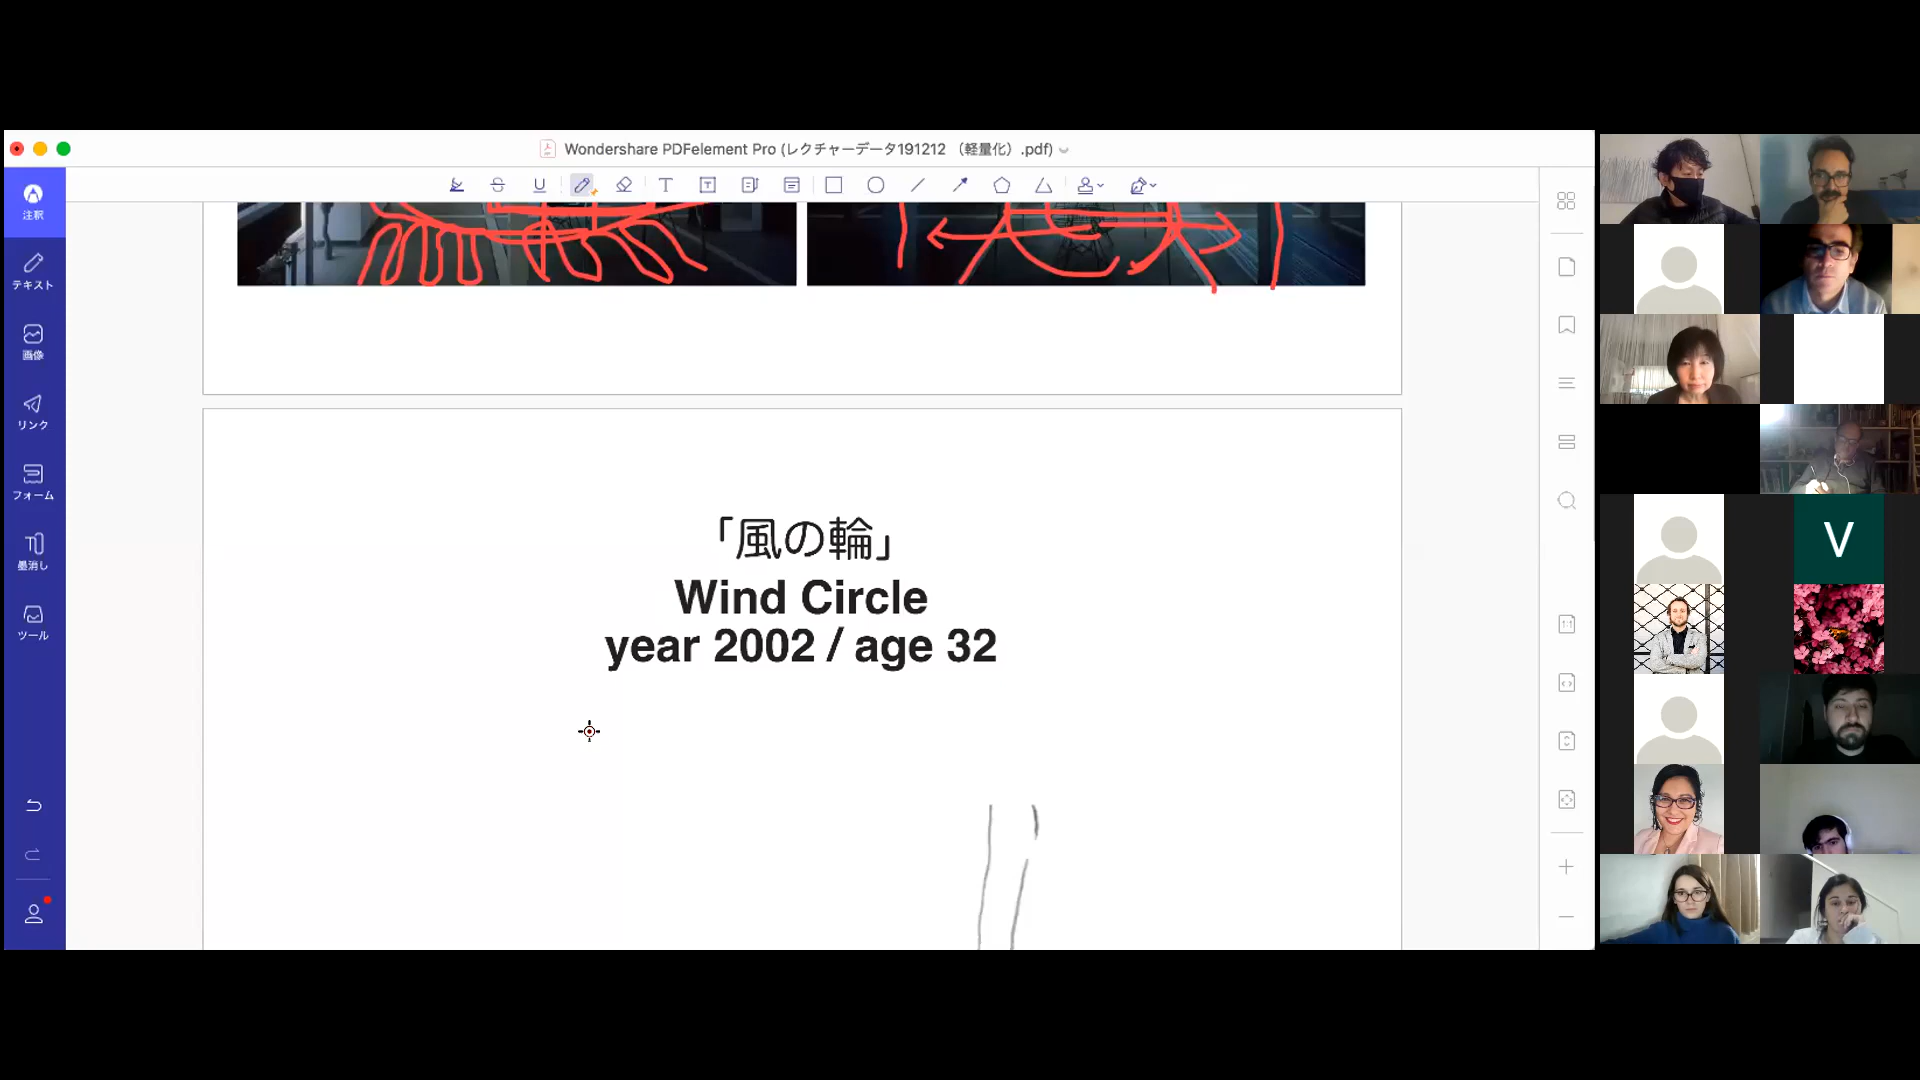 Wondershare PDFelement Pro (レクチャーデータ191212 （軽量化）.pdf)
注釈
テキスト
画像
リンク
フォーム
墨消し
ツール
「風の輪」
Wind Circle
year 2002 / age 32
V